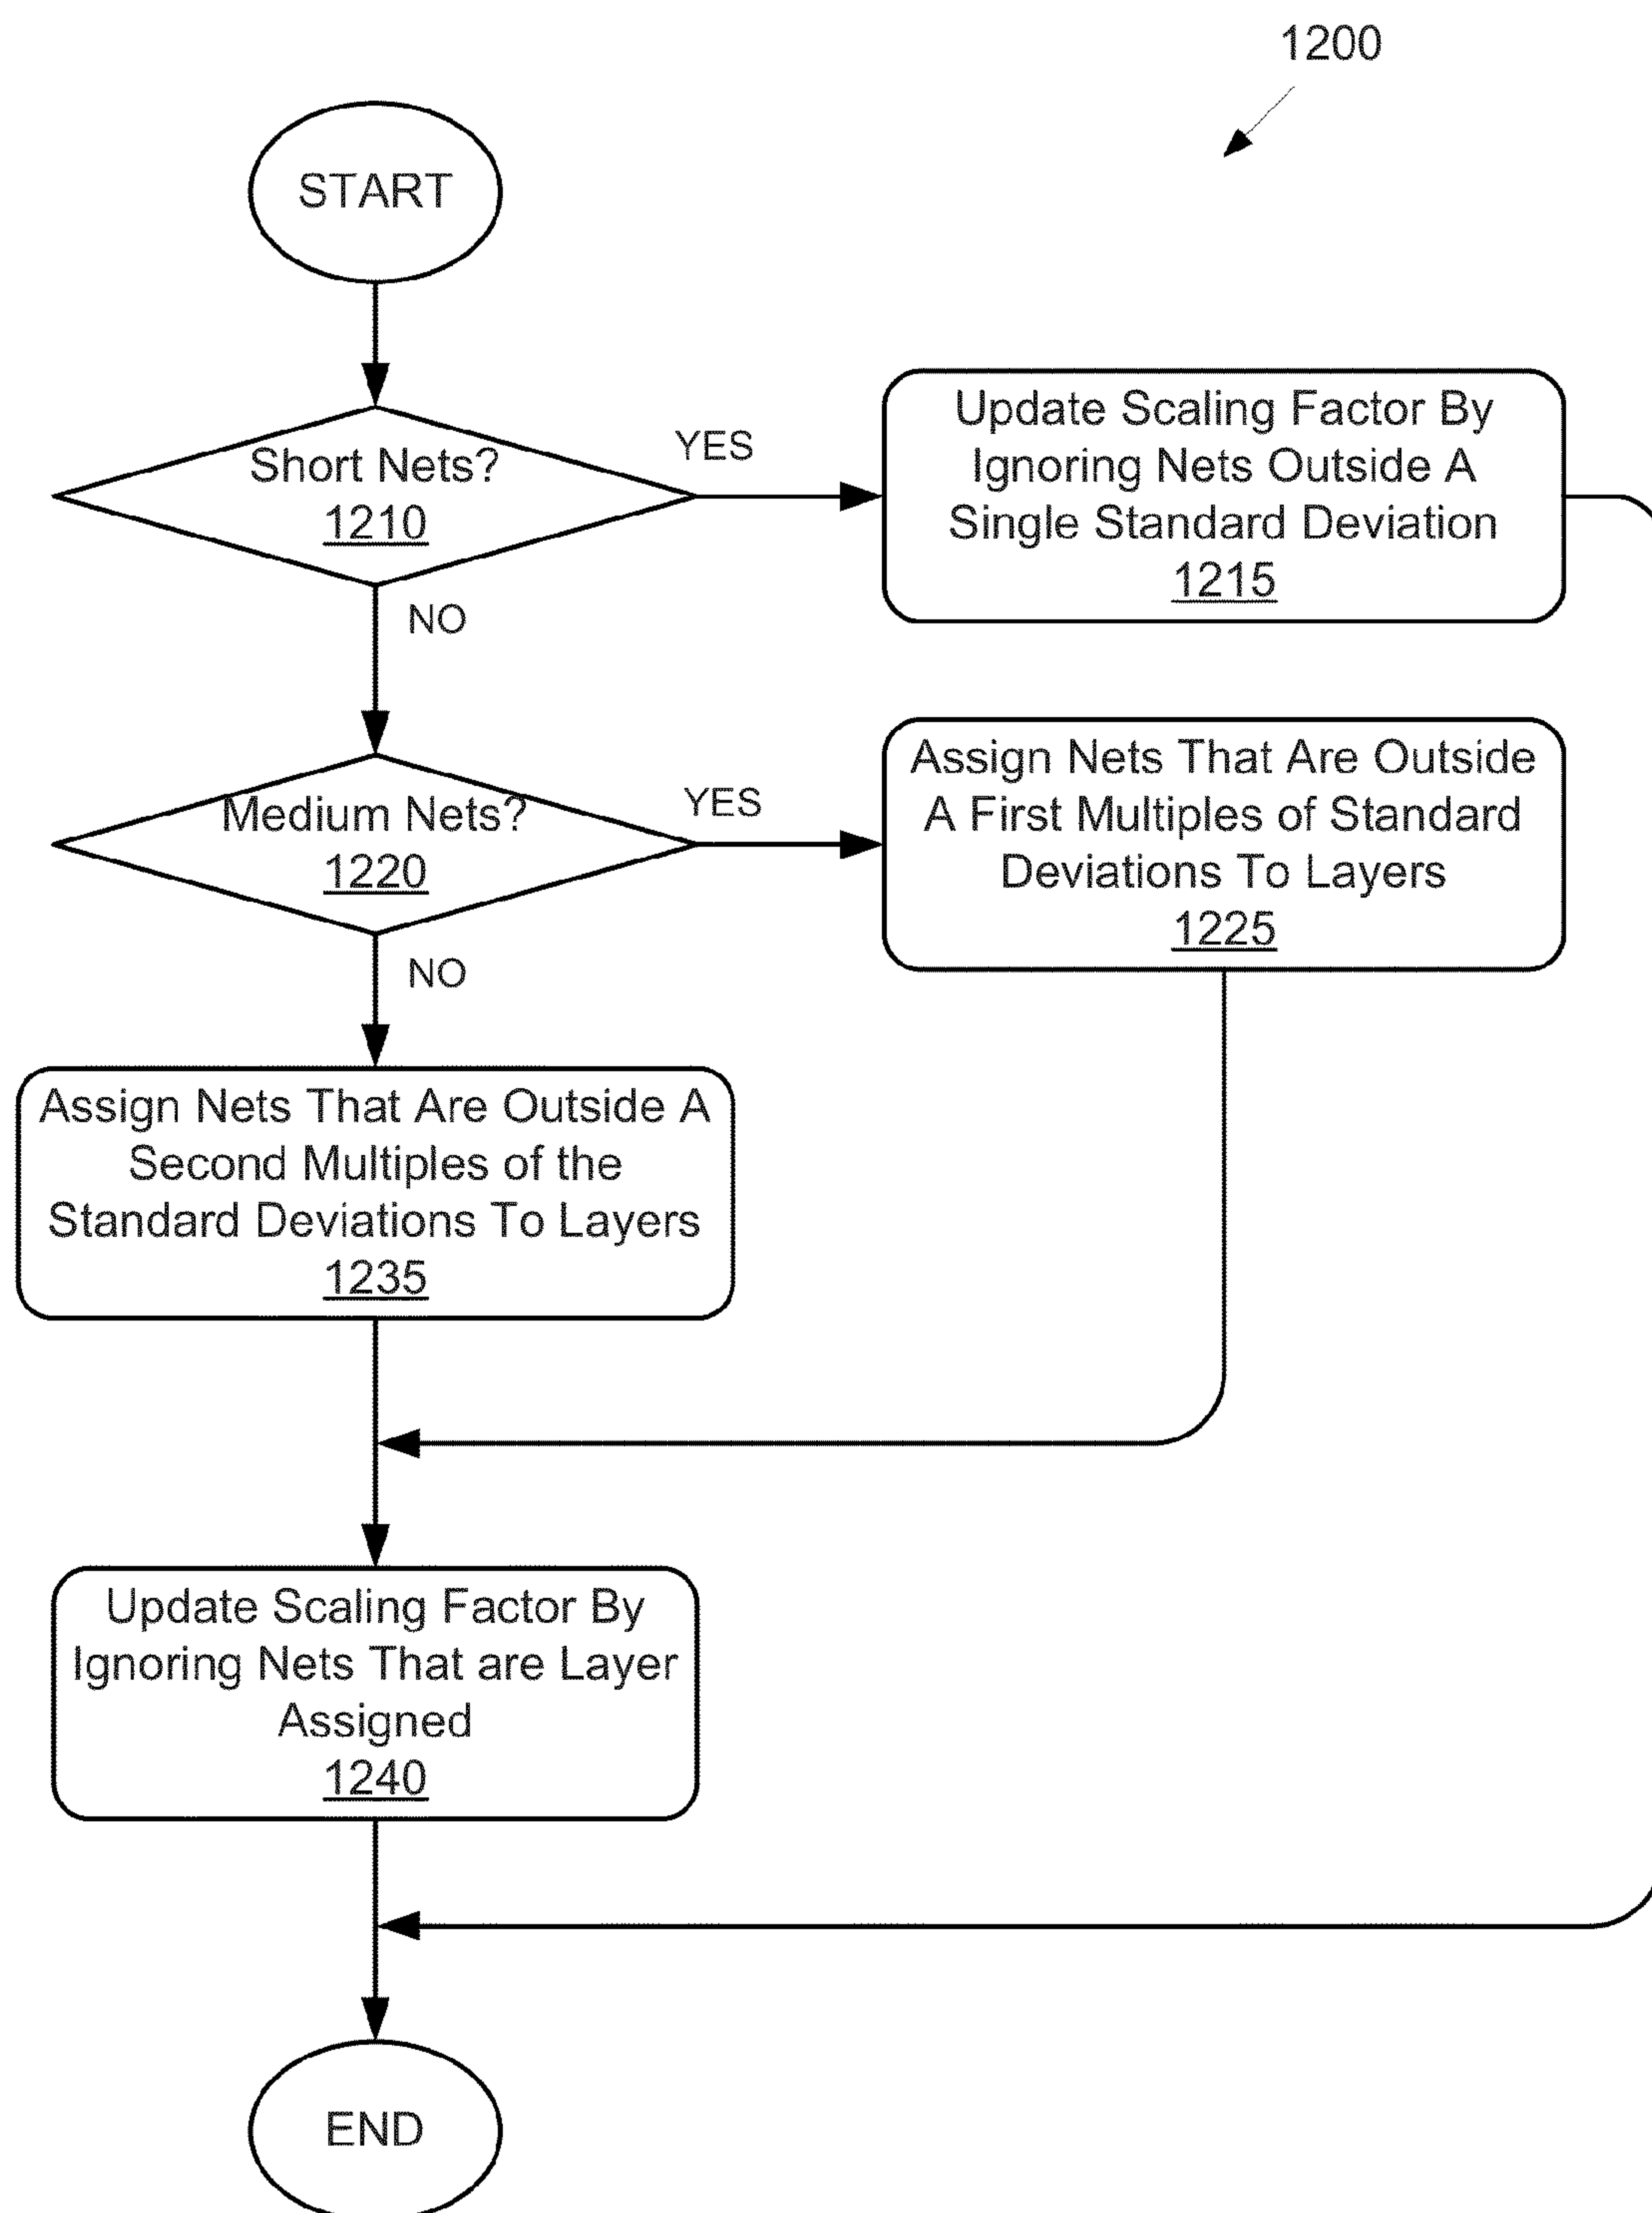 1200
START
Short Nets?
1210
YES
Update Scaling Factor By
Ignoring Nets Outside A
Single Standard Deviation
1215
NO
Medium Nets?
1220
YES
Assign Nets That Are Outside
A First Multiples of Standard
Deviations To Layers
1225
NO
Assign Nets That Are Outside A
Second Multiples of the
Standard Deviations To Layers
1235
Update Scaling Factor By
Ignoring Nets That are Layer
Assigned
1240
END